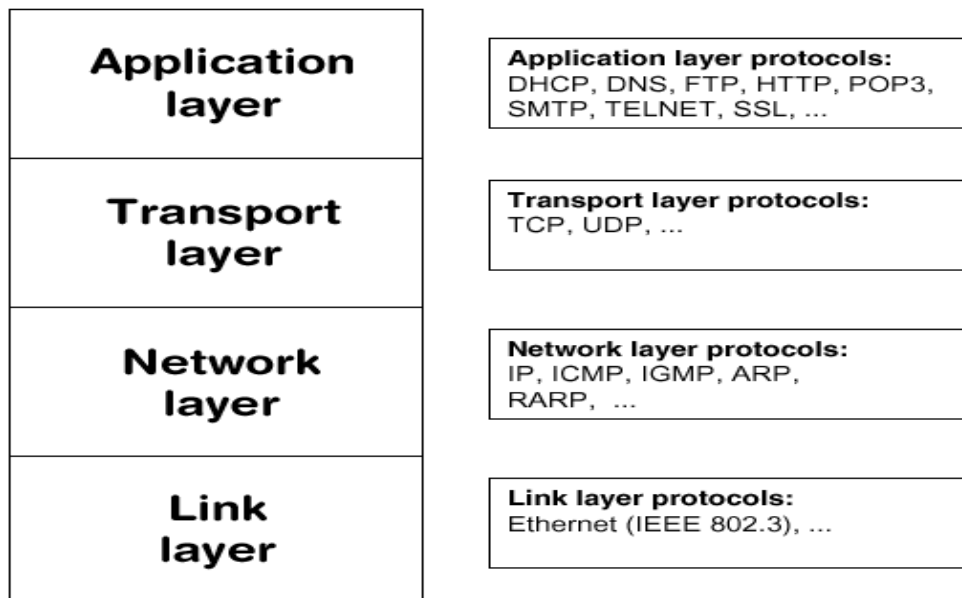 Application
layer
Application layer protocols:
DHCP, DNS, FTP, HTTP, POP3,
SMTP, TELNET, SSL, ...
Transport
layer
Transport layer protocols:
TCP, UDP, ...
Network
layer
Network layer protocols:
IP, ICMP, IGMP, ARP,
RARP,  ...
Link
layer
Link layer protocols:
Ethernet (IEEE 802.3), ...